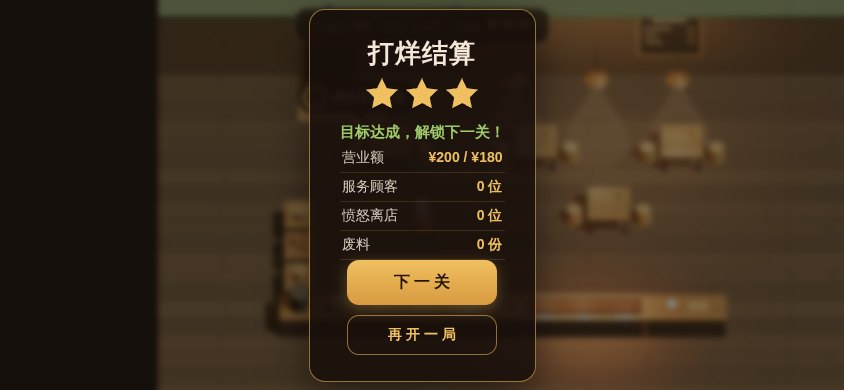 打烊结算
目标达成，解锁下一关！
营业额 ¥200 / ¥180
服务顾客 0 位
愤怒离店 0 位
废料 0 份
下一关
再开一局